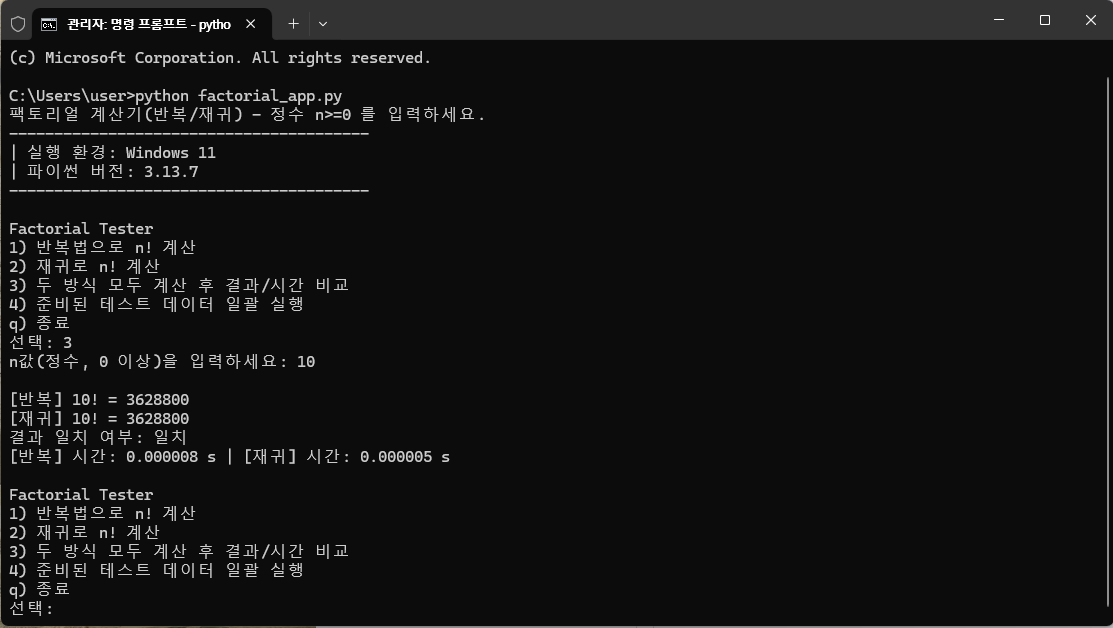 관리자: 명령 프롬프트 - pytho
(c) Microsoft Corporation. All rights reserved.
C:\Users\user>python factorial_app.py
팩토리얼 계산기(반복/재귀) - 정수 n>=0 를 입력하세요.
----------------------------------------
| 실행 환경: Windows 11
| 파이썬 버전: 3.13.7
----------------------------------------
Factorial Tester
1) 반복법으로 n! 계산
2) 재귀로 n! 계산
3) 두 방식 모두 계산 후 결과/시간 비교
4) 준비된 테스트 데이터 일괄 실행
q) 종료
선택: 3
n값(정수, 0 이상)을 입력하세요: 10
[반복] 10! = 3628800
[재귀] 10! = 3628800
결과 일치 여부: 일치
[반복] 시간: 0.000008 s | [재귀] 시간: 0.000005 s
Factorial Tester
1) 반복법으로 n! 계산
2) 재귀로 n! 계산
3) 두 방식 모두 계산 후 결과/시간 비교
4) 준비된 테스트 데이터 일괄 실행
q) 종료
선택: